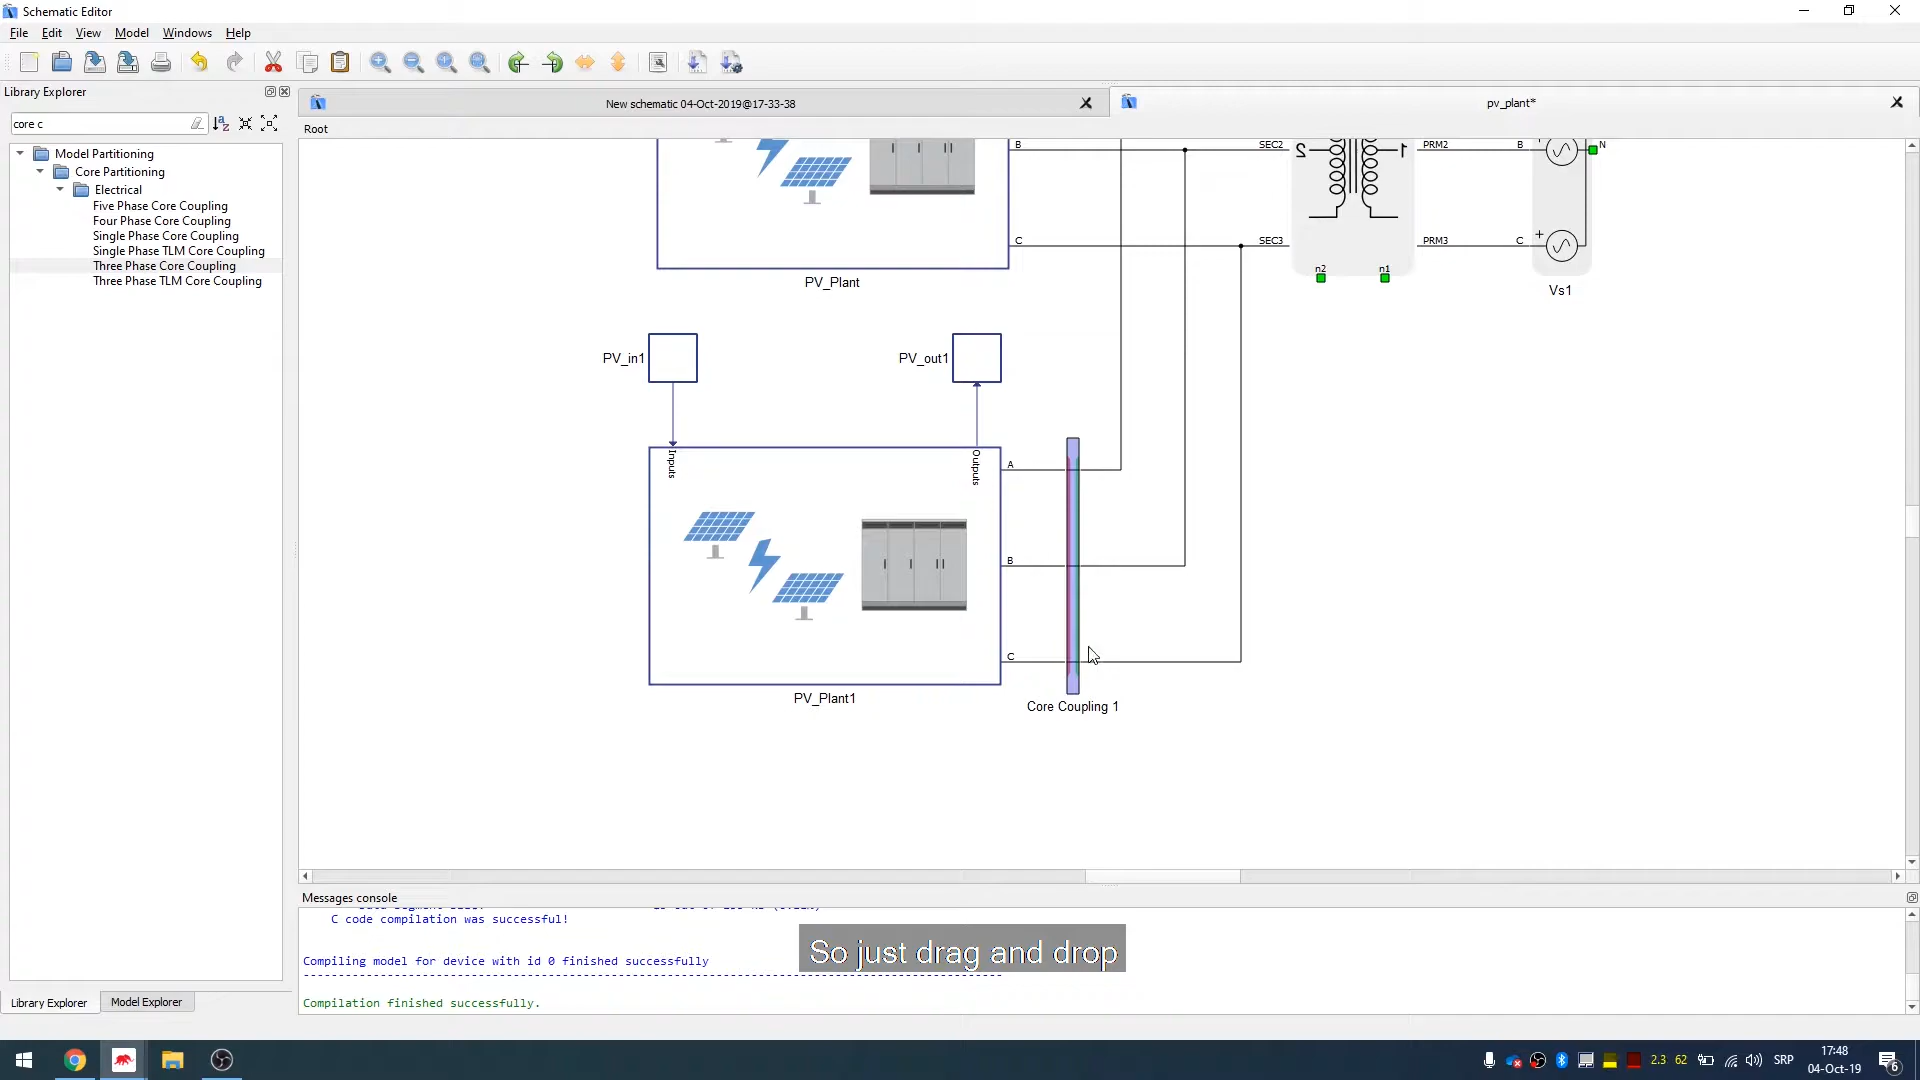 Schematic Editor
File Edit View Model Windows Help
Library Explorer
core c
Model Partitioning
Core Partitioning
Electrical
Five Phase Core Coupling
Four Phase Core Coupling
Single Phase Core Coupling
Single Phase TLM Core Coupling
Three Phase Core Coupling
Three Phase TLM Core Coupling
Library Explorer Model Explorer
New schematic 04-Oct-2019@17-33-38
pv_plant*
Root
B SEC2 2 1 PRM2 B N
C SEC3 PRM3 C
n2 n1
PV_Plant
Vs1
PV_in1 PV_out1
Inputs Outputs
A
B
C
PV_Plant1
Core Coupling 1
Messages console
C code compilation was successful!
Compiling model for device with id 0 finished successfully
Compilation finished successfully.
So just drag and drop
2.3 62 SRP
17:48
04-Oct-19
6